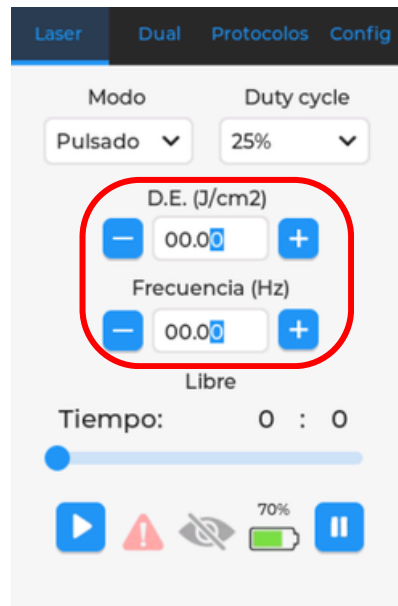 Laser Dual Protocolos Config
Modo Duty cycle
Pulsado 25%
D.E. (J/cm2)
00.00
Frecuencia (Hz)
00.00
Libre
Tiempo: 0 : 0
70%